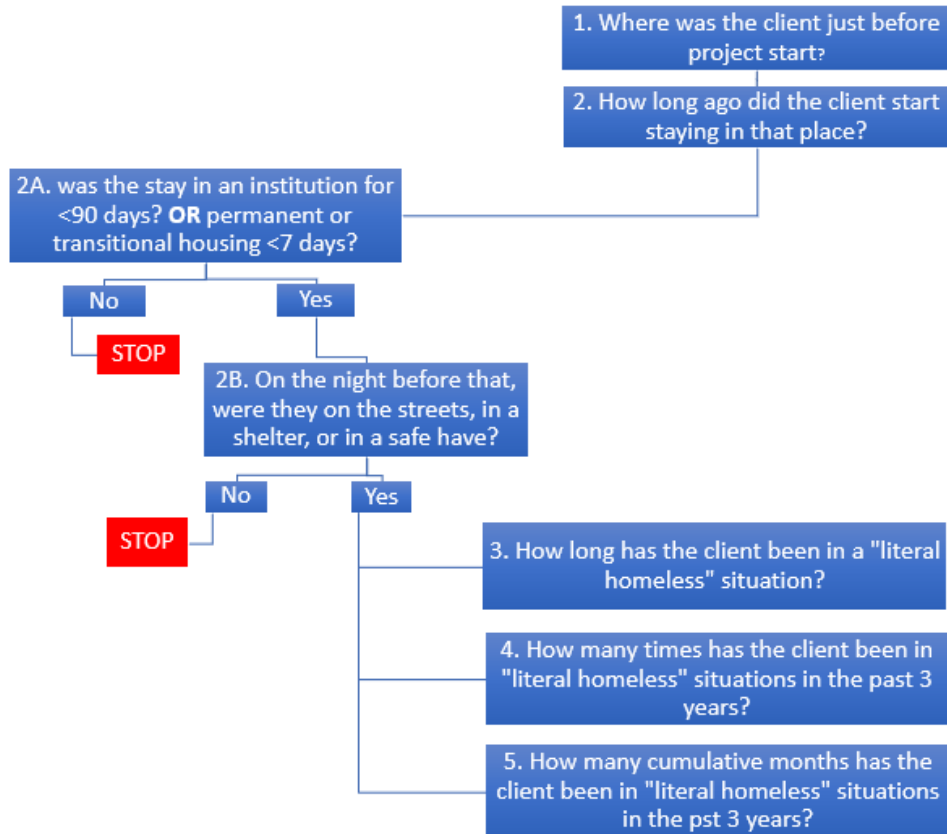 1. Where was the client just before
project start?
2. How long ago did the client start
staying in that place?
2A. was the stay in an institution for
<90 days? OR permanent or
transitional housing <7 days?
No
Yes
STOP
2B. On the night before that,
were they on the streets, in a
shelter, or in a safe have?
No
Yes
STOP
3. How long has the client been in a "literal
homeless" situation?
4. How many times has the client been in
"literal homeless" situations in the past 3
years?
5. How many cumulative months has the
client been in "literal homeless" situations
in the pst 3 years?